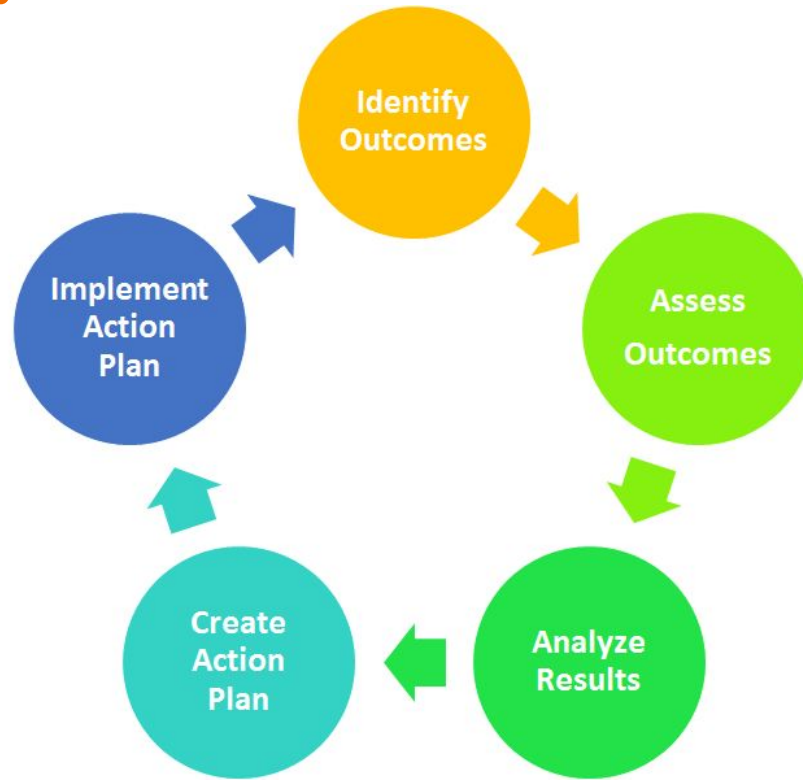 Identify
Outcomes
Assess
Outcomes
Analyze
Results
Create
Action
Plan
Implement
Action
Plan